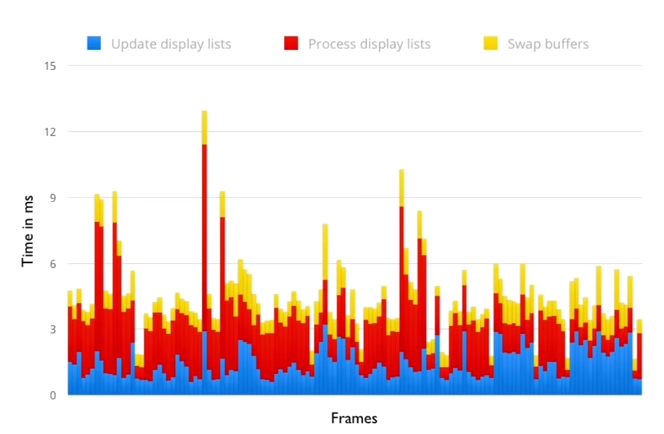 Update display lists Process display lists Swap buffers
15
12
9
6
3
0
Time in ms
Frames